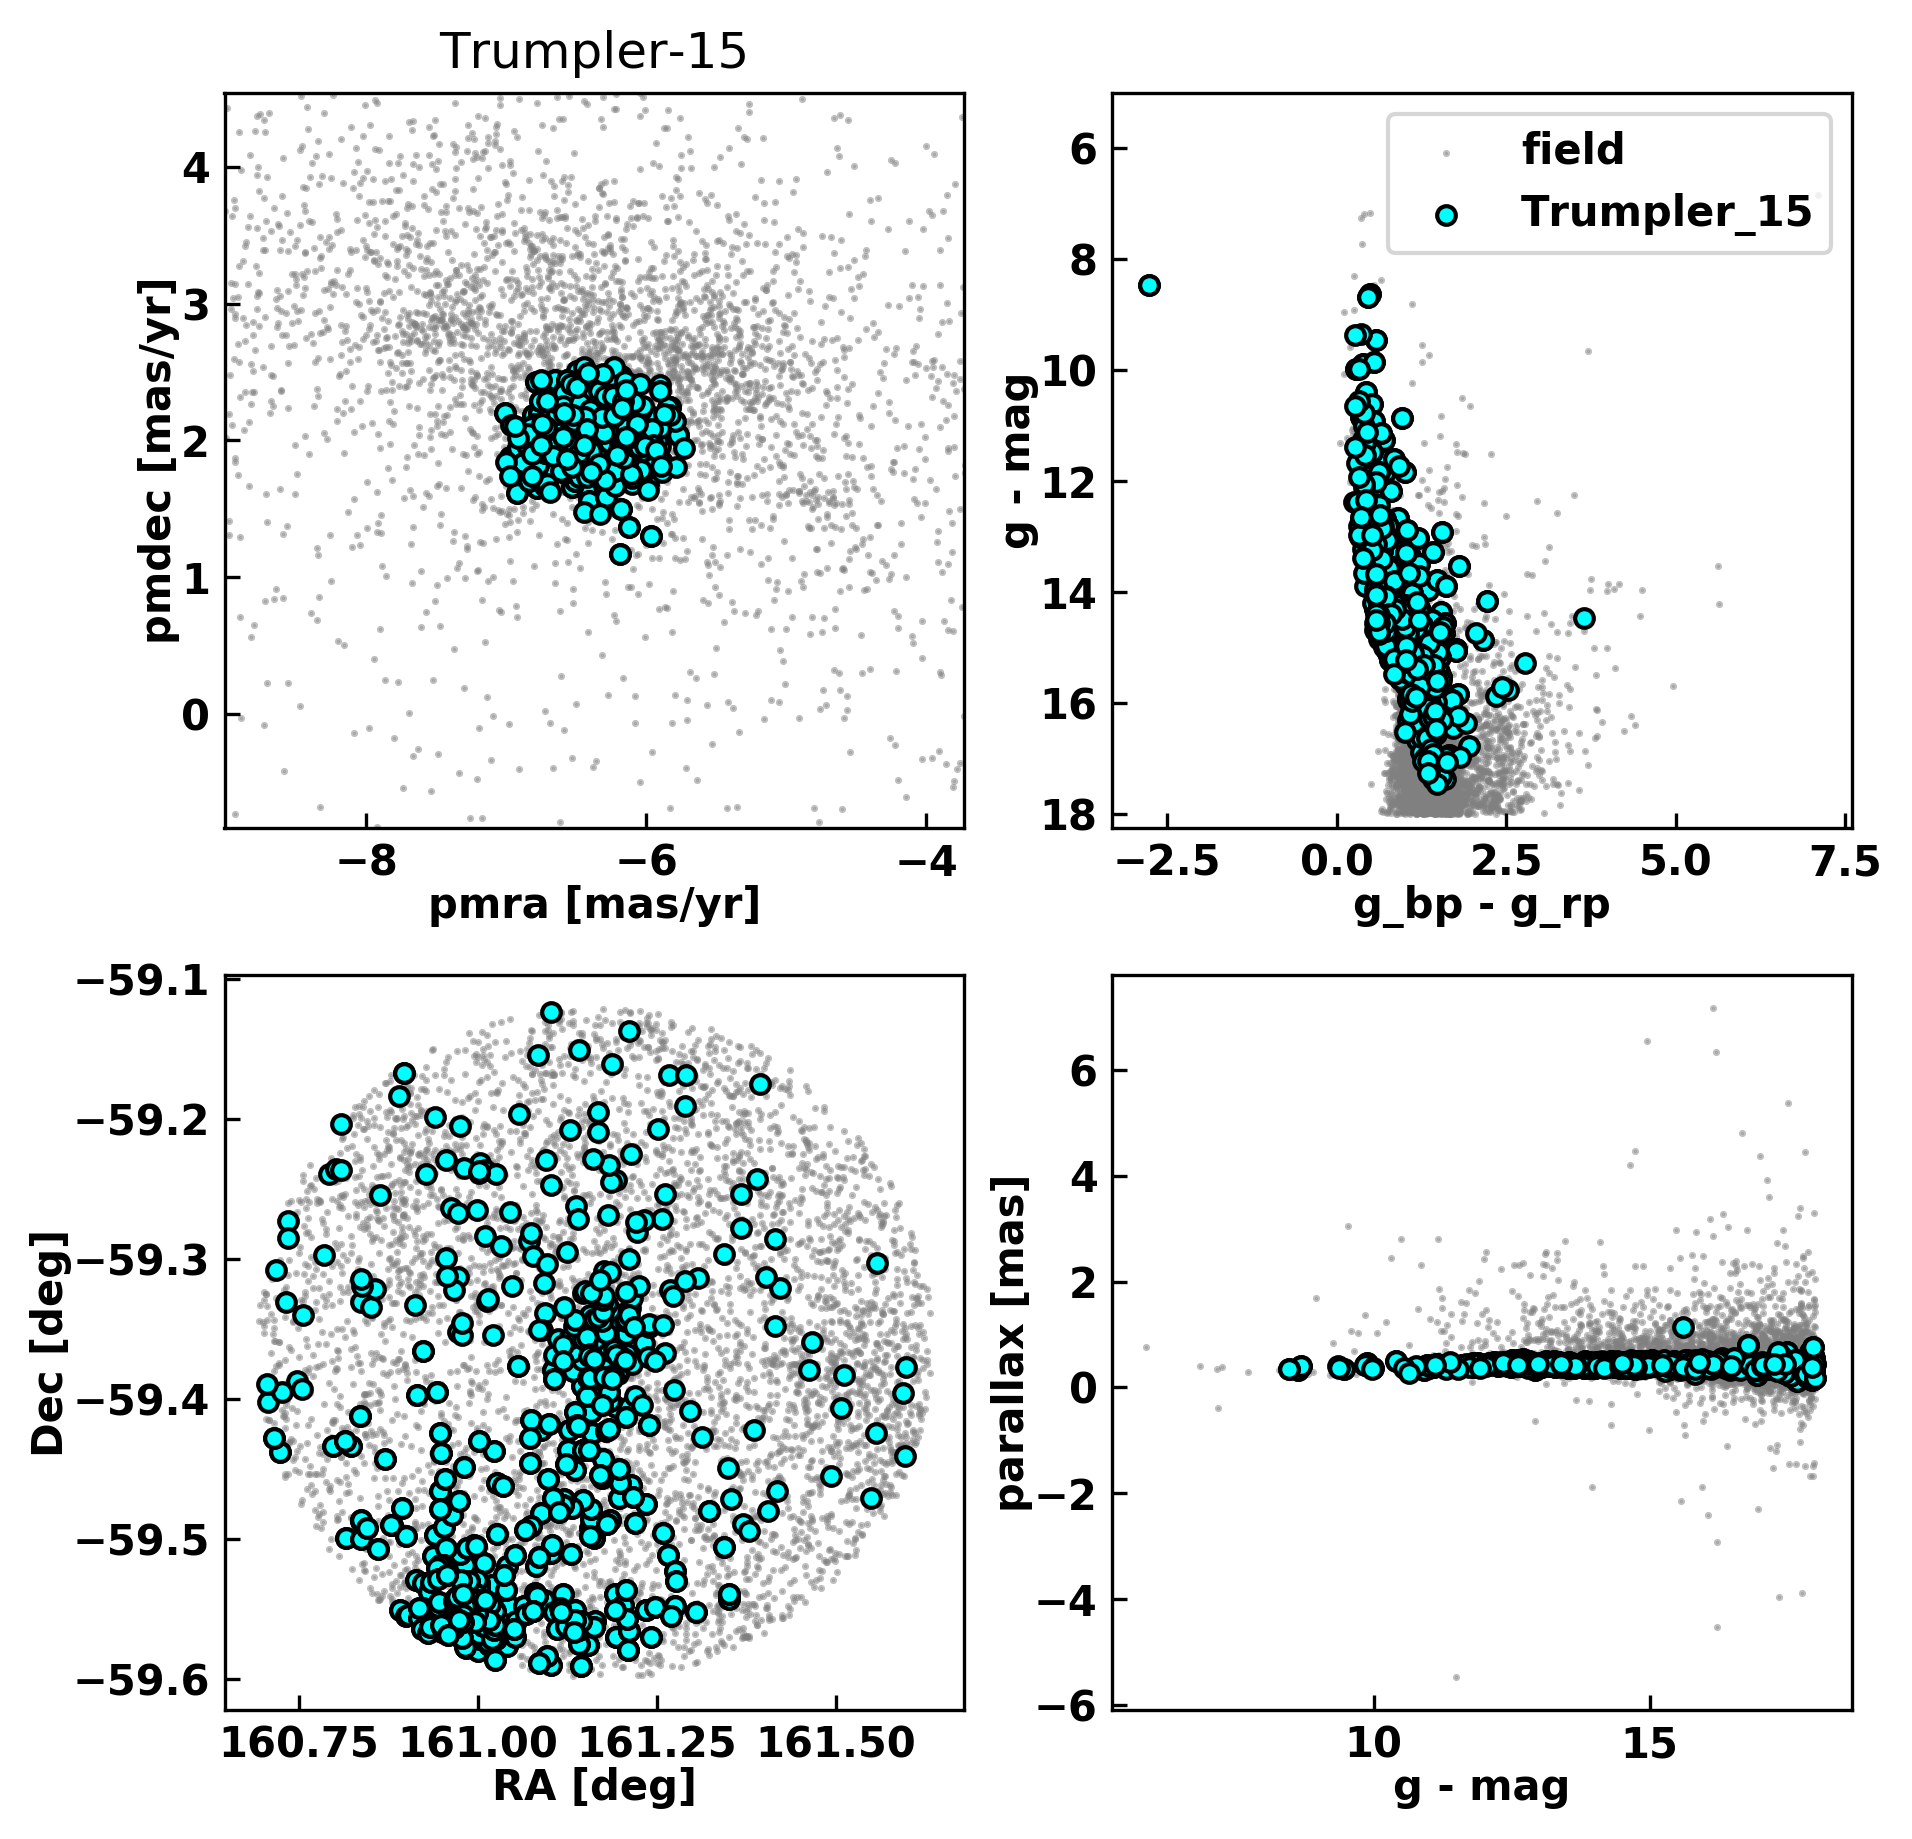 Trumpler-15
4
3
2
1
0
pmdec [mas/yr]
−8 −6 −4
pmra [mas/yr]
6
8
10
12
14
16
18
g - mag
field
Trumpler_15
−2.5 0.0 2.5 5.0 7.5
g_bp - g_rp
−59.1
−59.2
−59.3
−59.4
−59.5
−59.6
Dec [deg]
160.75 161.00 161.25 161.50
RA [deg]
6
4
2
0
−2
−4
−6
parallax [mas]
10 15
g - mag